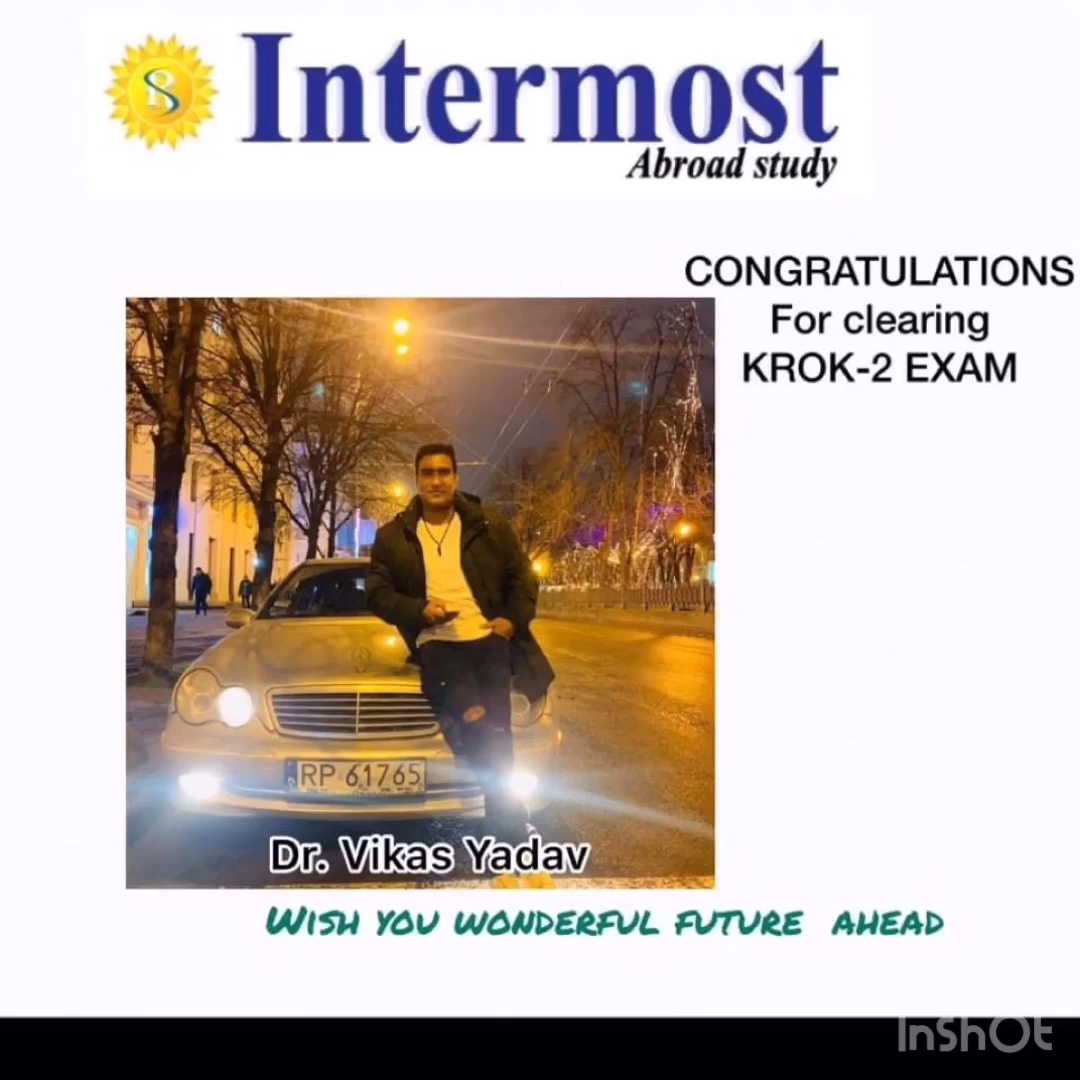 Intermost
Abroad study
CONGRATULATIONS
For clearing
KROK-2 EXAM
RP 61765
Dr. Vikas Yadav
WISH YOU WONDERFUL FUTURE AHEAD
InShOt